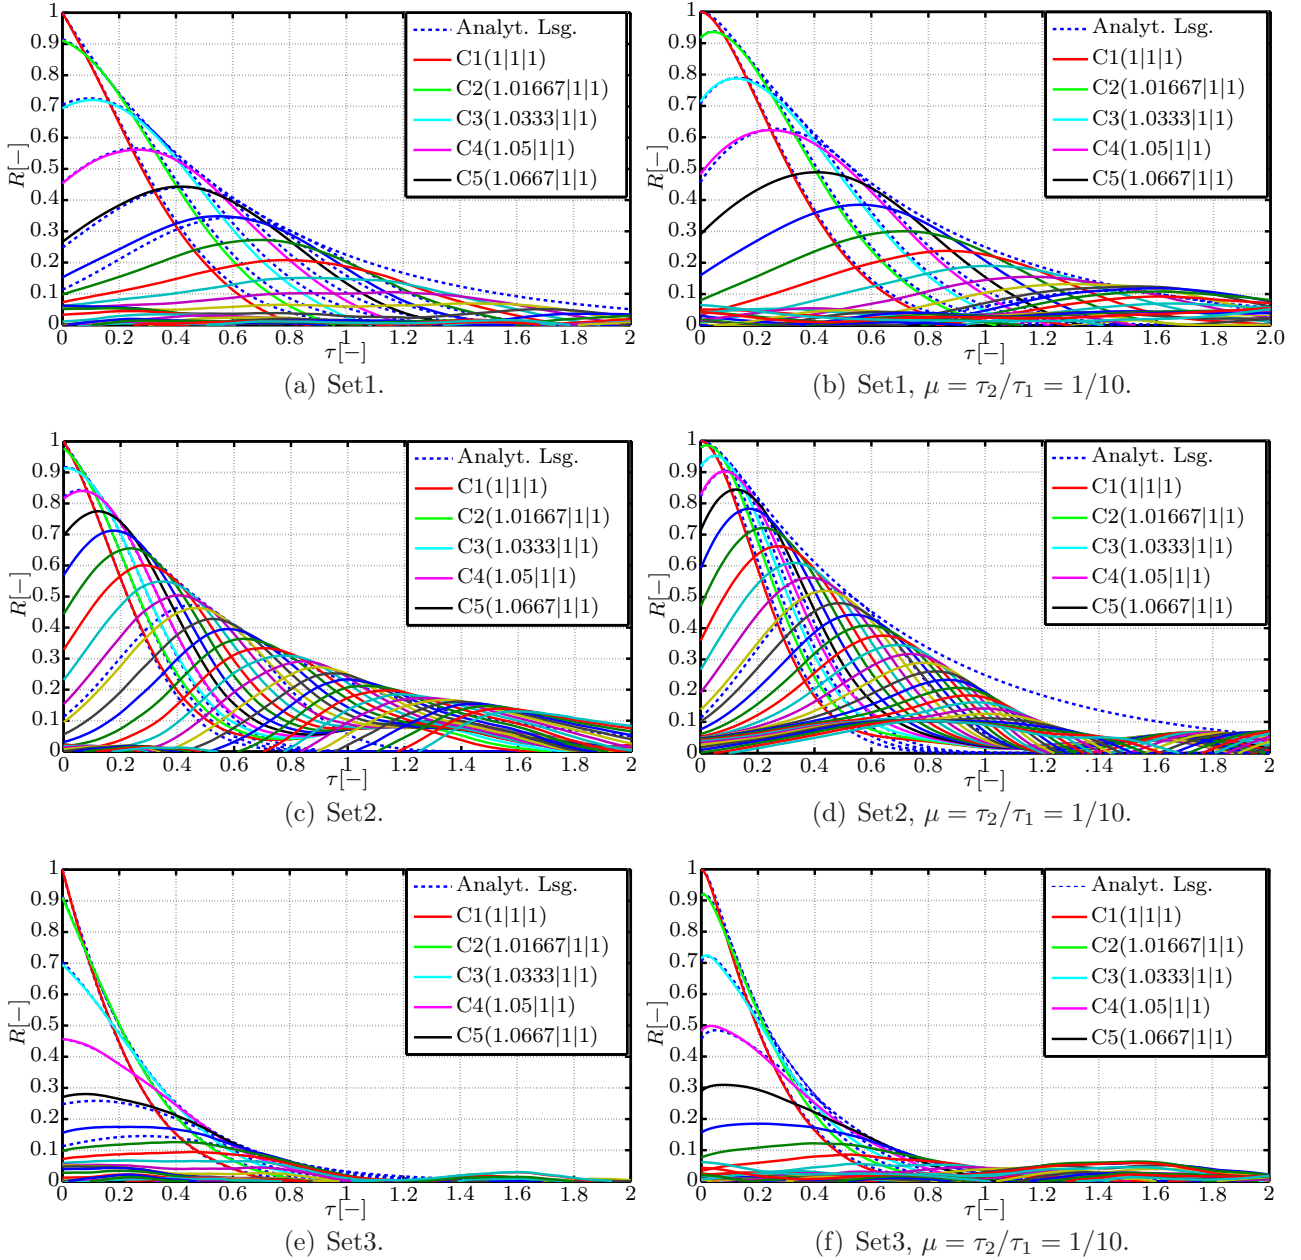 1
0.9
0.8
0.7
0.6
0.5
0.4
0.3
0.2
0.1
0
R[−]
0 0.2 0.4 0.6 0.8 1 1.2 1.4 1.6 1.8 2
τ[−]
Analyt. Lsg.
C1(1|1|1)
C2(1.01667|1|1)
C3(1.0333|1|1)
C4(1.05|1|1)
C5(1.0667|1|1)
(a) Set1.
1
0.9
0.8
0.7
0.6
0.5
0.4
0.3
0.2
0.1
0
R[−]
0 0.2 0.4 0.6 0.8 1 1.2 1.4 1.6 1.8 2.0
τ[−]
Analyt. Lsg.
C1(1|1|1)
C2(1.01667|1|1)
C3(1.0333|1|1)
C4(1.05|1|1)
C5(1.0667|1|1)
(b) Set1, μ = τ₂/τ₁ = 1/10.
1
0.9
0.8
0.7
0.6
0.5
0.4
0.3
0.2
0.1
0
R[−]
0 0.2 0.4 0.6 0.8 1 1.2 1.4 1.6 1.8 2
τ[−]
Analyt. Lsg.
C1(1|1|1)
C2(1.01667|1|1)
C3(1.0333|1|1)
C4(1.05|1|1)
C5(1.0667|1|1)
(c) Set2.
1
0.9
0.8
0.7
0.6
0.5
0.4
0.3
0.2
0.1
0
R[−]
0 0.2 0.4 0.6 0.8 1 1.2 .14 1.6 1.8 2
τ[−]
Analyt. Lsg.
C1(1|1|1)
C2(1.01667|1|1)
C3(1.0333|1|1)
C4(1.05|1|1)
C5(1.0667|1|1)
(d) Set2, μ = τ₂/τ₁ = 1/10.
1
0.9
0.8
0.7
0.6
0.5
0.4
0.3
0.2
0.1
0
R[−]
0 0.2 0.4 0.6 0.8 1 1.2 1.4 1.6 1.8 2
τ[−]
Analyt. Lsg.
C1(1|1|1)
C2(1.01667|1|1)
C3(1.0333|1|1)
C4(1.05|1|1)
C5(1.0667|1|1)
(e) Set3.
1
0.9
0.8
0.7
0.6
0.5
0.4
0.3
0.2
0.1
0
R[−]
0 0.2 0.4 0.6 0.8 1 1.2 1.4 1.6 1.8 2
τ[−]
Analyt. Lsg.
C1(1|1|1)
C2(1.01667|1|1)
C3(1.0333|1|1)
C4(1.05|1|1)
C5(1.0667|1|1)
(f) Set3, μ = τ₂/τ₁ = 1/10.